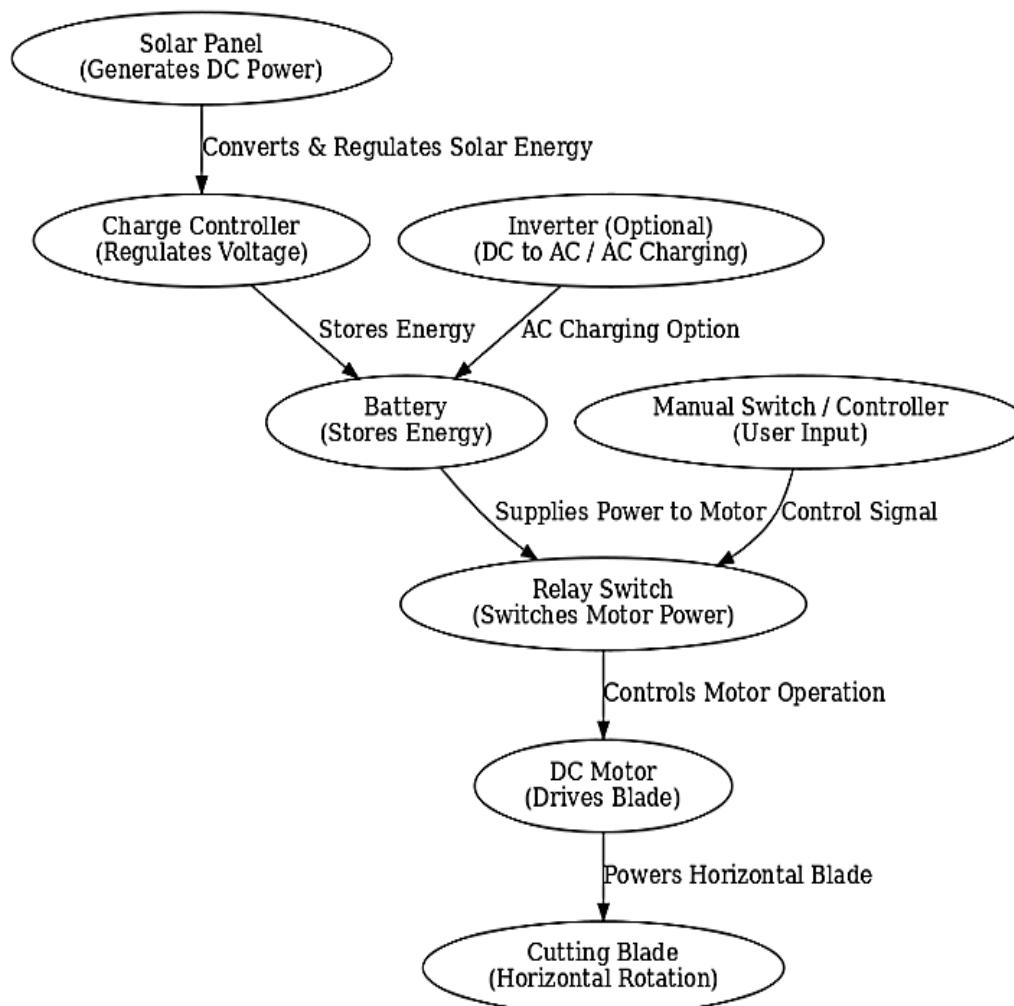 Solar Panel
(Generates DC Power)
Converts & Regulates Solar Energy
Charge Controller
(Regulates Voltage)
Inverter (Optional)
(DC to AC / AC Charging)
Stores Energy
AC Charging Option
Battery
(Stores Energy)
Manual Switch / Controller
(User Input)
Supplies Power to Motor
Control Signal
Relay Switch
(Switches Motor Power)
Controls Motor Operation
DC Motor
(Drives Blade)
Powers Horizontal Blade
Cutting Blade
(Horizontal Rotation)